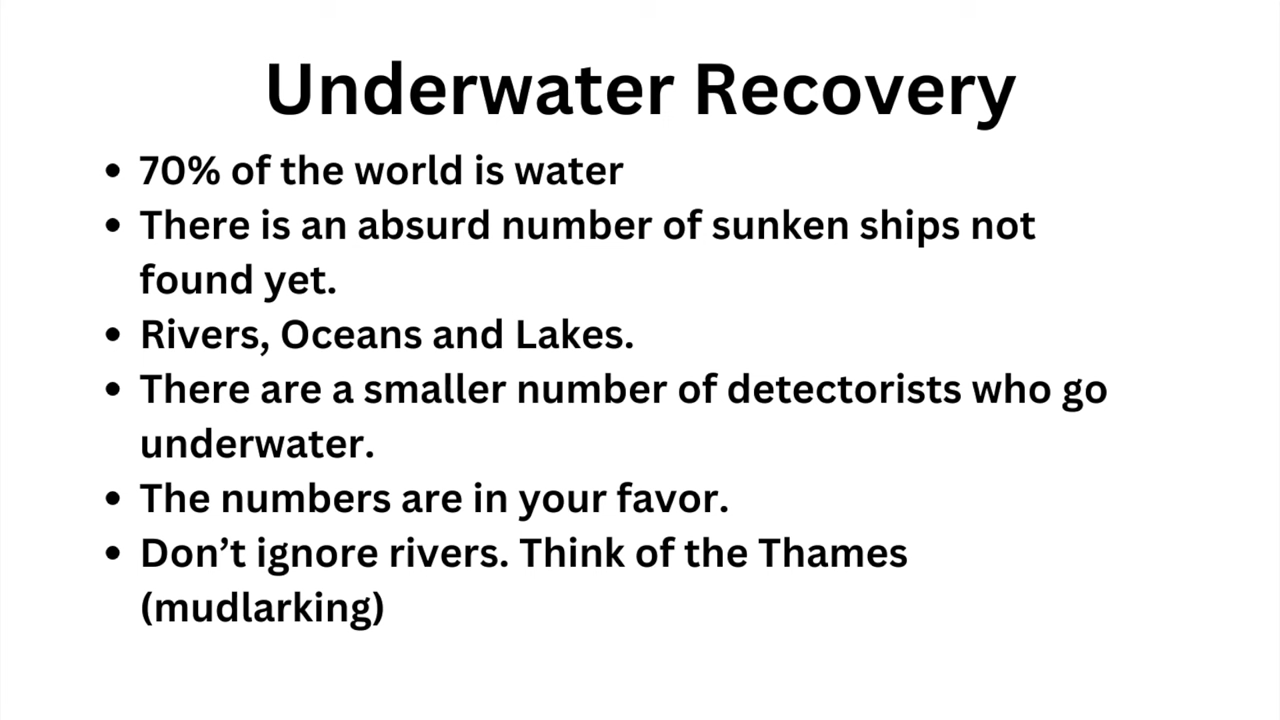 Underwater Recovery
• 70% of the world is water
• There is an absurd number of sunken ships not
found yet.
• Rivers, Oceans and Lakes.
• There are a smaller number of detectorists who go
underwater.
• The numbers are in your favor.
• Don’t ignore rivers. Think of the Thames
(mudlarking)